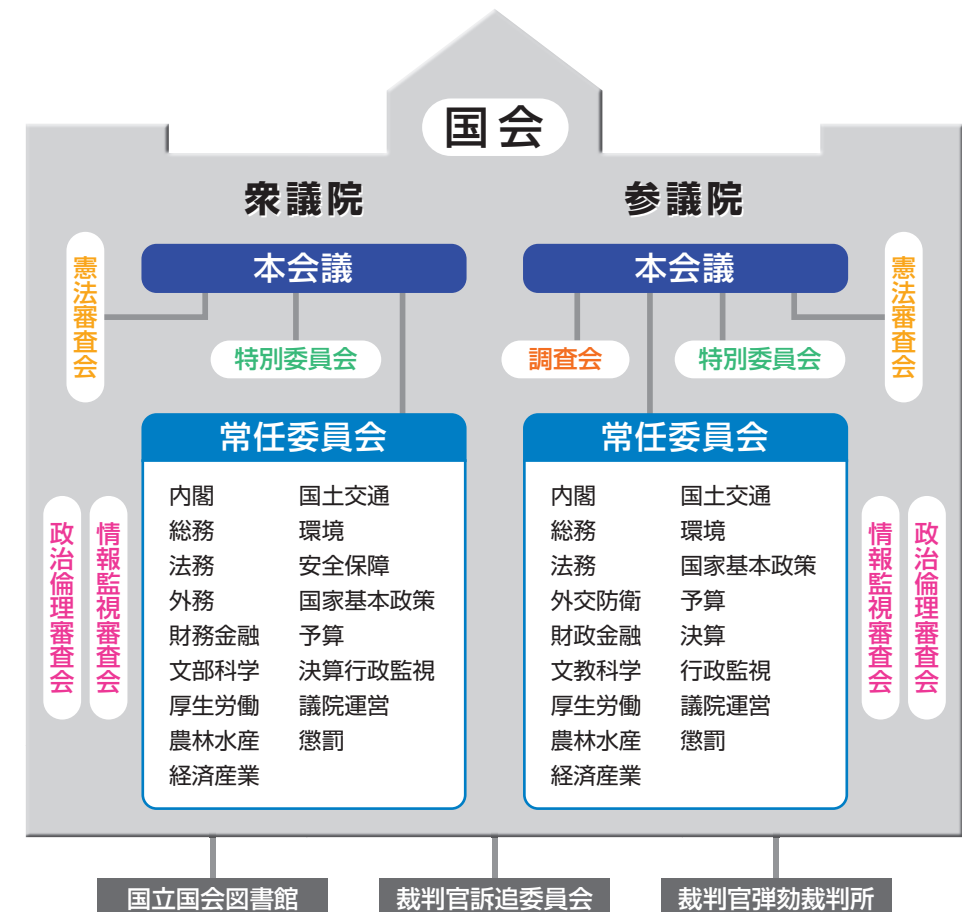 国会
衆議院
参議院
本会議
本会議
憲法審査会
特別委員会
調査会
特別委員会
憲法審査会
常任委員会
内閣
総務
法務
外務
財務金融
文部科学
厚生労働
農林水産
経済産業
国土交通
環境
安全保障
国家基本政策
予算
決算行政監視
議院運営
懲罰
常任委員会
内閣
総務
法務
外交防衛
財政金融
文教科学
厚生労働
農林水産
経済産業
国土交通
環境
国家基本政策
予算
決算
行政監視
議院運営
懲罰
政治倫理審査会
情報監視審査会
情報監視審査会
政治倫理審査会
国立国会図書館
裁判官訴追委員会
裁判官弾劾裁判所